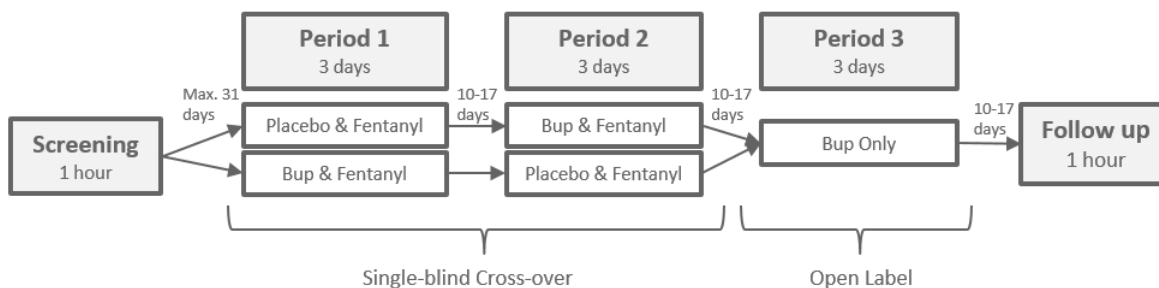 Period 1
3 days
Period 2
3 days
Period 3
3 days
Max. 31
days
10-17
days
10-17
days
10-17
days
Screening
1 hour
Placebo & Fentanyl
Bup & Fentanyl
Bup & Fentanyl
Placebo & Fentanyl
Bup Only
Follow up
1 hour
Single-blind Cross-over
Open Label